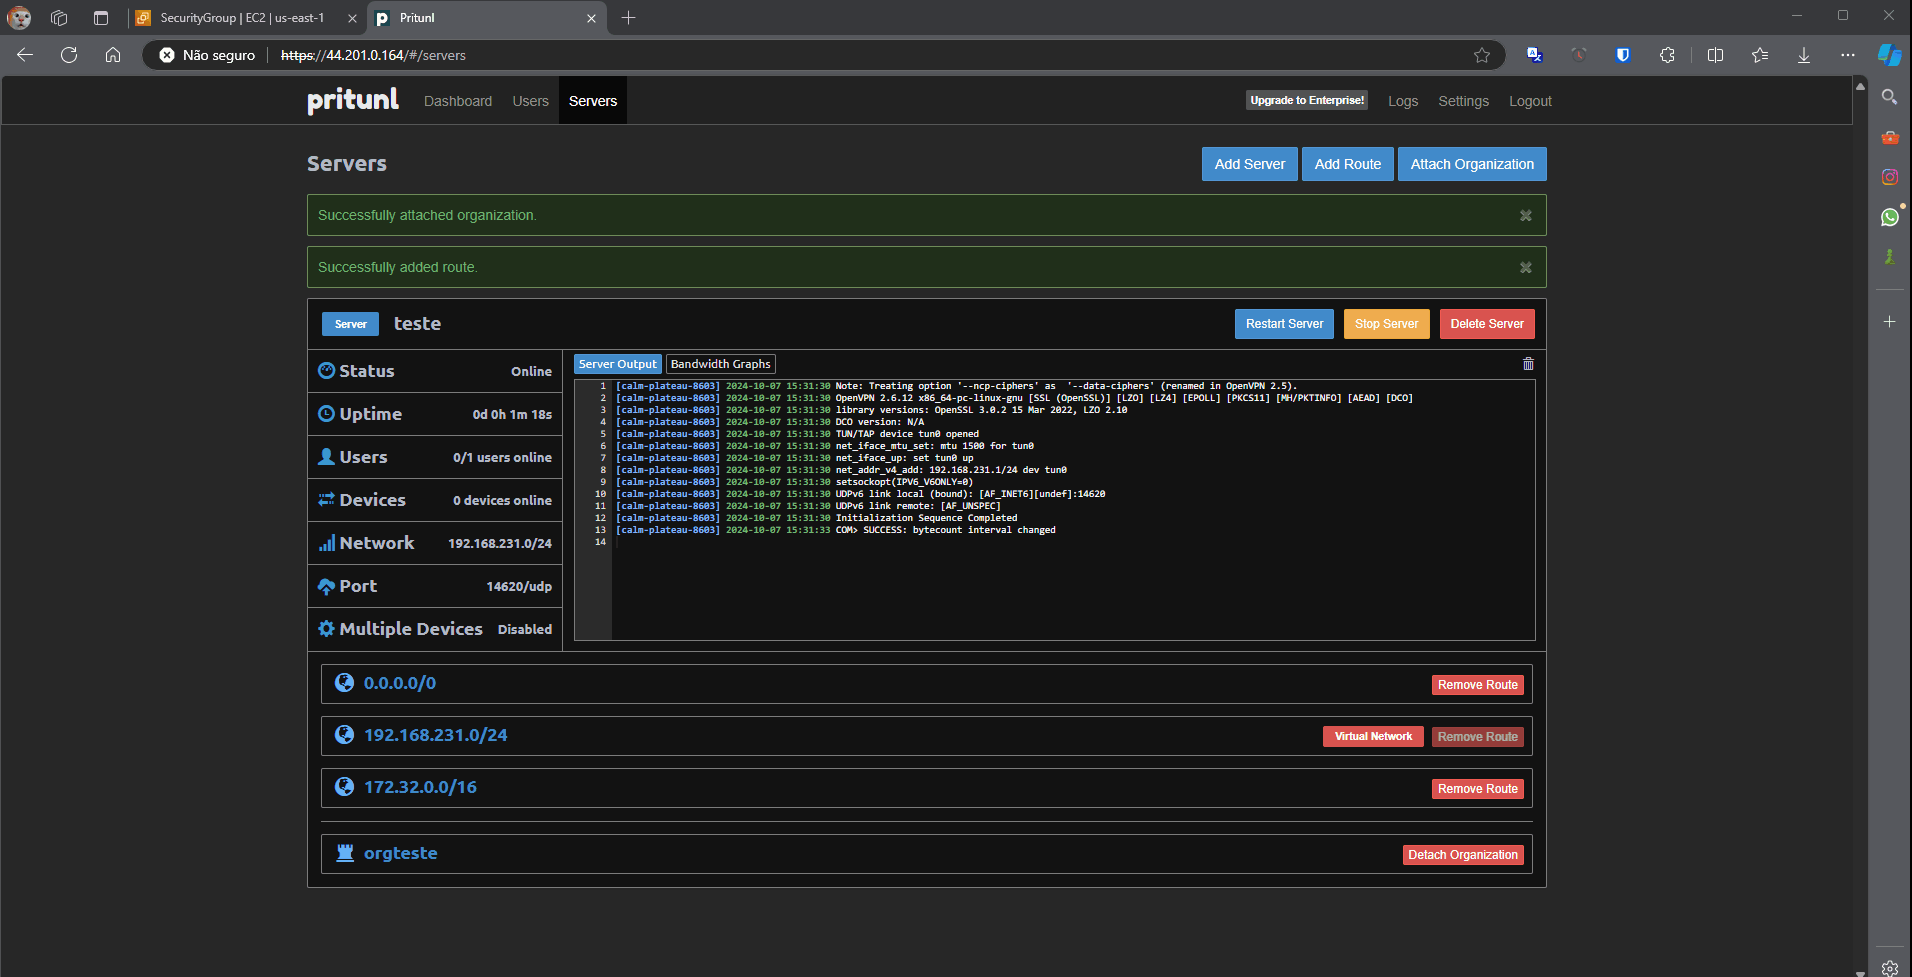 SecurityGroup | EC2 | us-east-1
Pritunl
Não seguro
https://44.201.0.164/#/servers
pritunl
Dashboard
Users
Servers
Upgrade to Enterprise!
Logs
Settings
Logout
Servers
Add Server
Add Route
Attach Organization
Successfully attached organization.
Successfully added route.
Server
teste
Restart Server
Stop Server
Delete Server
Status Online
Uptime 0d 0h 1m 18s
Users 0/1 users online
Devices 0 devices online
Network 192.168.231.0/24
Port 14620/udp
Multiple Devices Disabled
Server Output
Bandwidth Graphs
1 [calm-plateau-8603] 2024-10-07 15:31:30 Note: Treating option '--ncp-ciphers' as  '--data-ciphers' (renamed in OpenVPN 2.5).
2 [calm-plateau-8603] 2024-10-07 15:31:30 OpenVPN 2.6.12 x86_64-pc-linux-gnu [SSL (OpenSSL)] [LZO] [LZ4] [EPOLL] [PKCS11] [MH/PKTINFO] [AEAD] [DCO]
3 [calm-plateau-8603] 2024-10-07 15:31:30 library versions: OpenSSL 3.0.2 15 Mar 2022, LZO 2.10
4 [calm-plateau-8603] 2024-10-07 15:31:30 DCO version: N/A
5 [calm-plateau-8603] 2024-10-07 15:31:30 TUN/TAP device tun0 opened
6 [calm-plateau-8603] 2024-10-07 15:31:30 net_iface_mtu_set: mtu 1500 for tun0
7 [calm-plateau-8603] 2024-10-07 15:31:30 net_iface_up: set tun0 up
8 [calm-plateau-8603] 2024-10-07 15:31:30 net_addr_v4_add: 192.168.231.1/24 dev tun0
9 [calm-plateau-8603] 2024-10-07 15:31:30 setsockopt(IPV6_V6ONLY=0)
10 [calm-plateau-8603] 2024-10-07 15:31:30 UDPv6 link local (bound): [AF_INET6][undef]:14620
11 [calm-plateau-8603] 2024-10-07 15:31:30 UDPv6 link remote: [AF_UNSPEC]
12 [calm-plateau-8603] 2024-10-07 15:31:30 Initialization Sequence Completed
13 [calm-plateau-8603] 2024-10-07 15:31:33 COM> SUCCESS: bytecount interval changed
14
0.0.0.0/0
Remove Route
192.168.231.0/24
Virtual Network
Remove Route
172.32.0.0/16
Remove Route
orgteste
Detach Organization